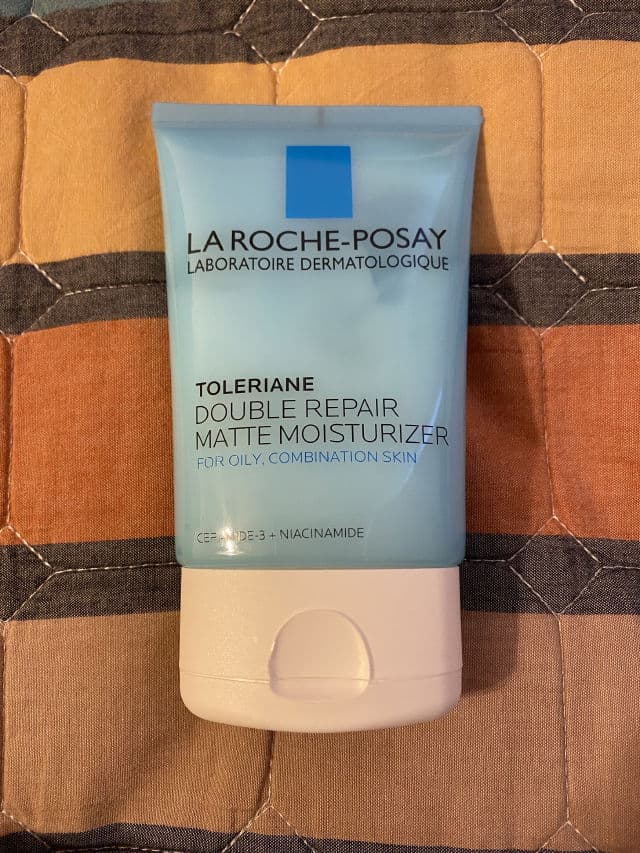 LA ROCHE-POSAY
LABORATOIRE DERMATOLOGIQUE
TOLERIANE
DOUBLE REPAIR
MATTE MOISTURIZER
FOR OILY, COMBINATION SKIN
CERAMIDE-3 + NIACINAMIDE